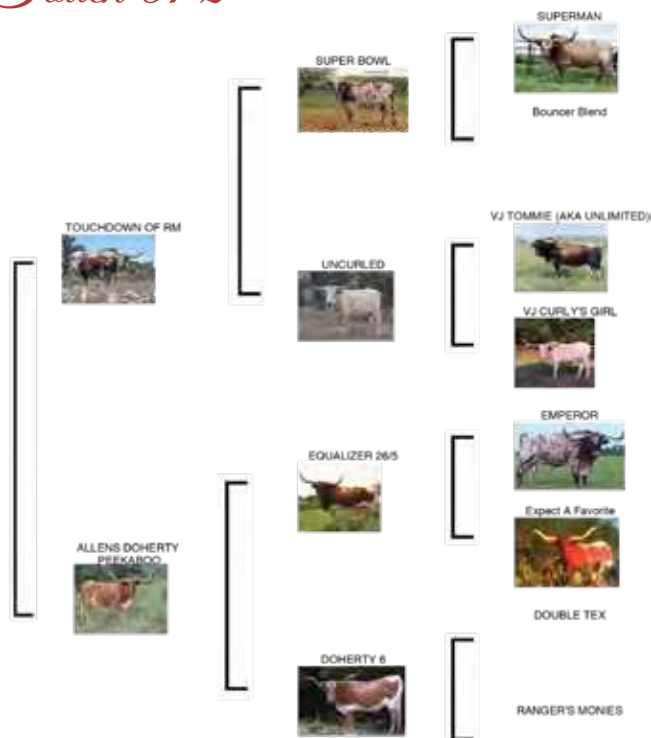 SUPERMAN
SUPER BOWL
Bouncer Blend
TOUCHDOWN OF RM
VJ TOMMIE (AKA UNLIMITED)
UNCURLED
VJ CURLY'S GIRL
EMPEROR
EQUALIZER 26/5
Expect A Favorite
ALLENS DOHERTY
PEEKABOO
DOUBLE TEX
DOHERTY 6
RANGER'S MONIES